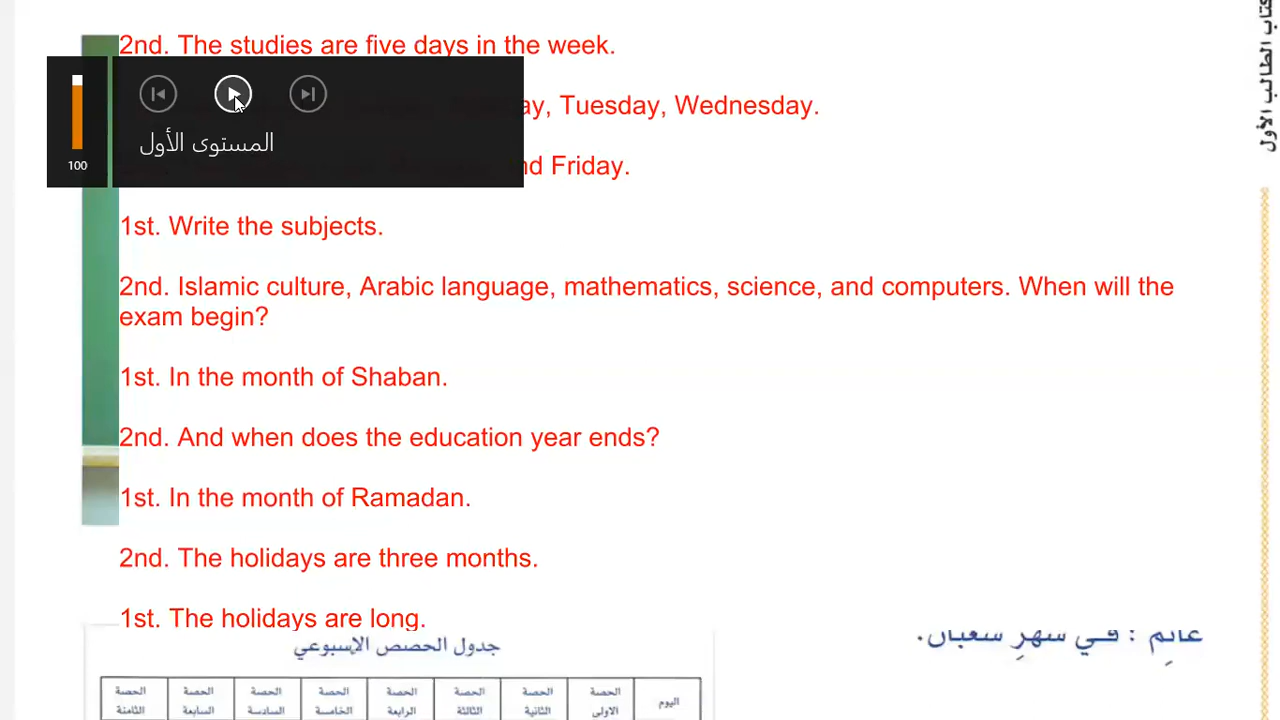 2nd. The studies are five days in the week.
ay, Tuesday, Wednesday.
nd Friday.
100
المستوى الأول
1st. Write the subjects.
2nd. Islamic culture, Arabic language, mathematics, science, and computers. When will the
exam begin?
1st. In the month of Shaban.
2nd. And when does the education year ends?
1st. In the month of Ramadan.
2nd. The holidays are three months.
1st. The holidays are long.
كتاب الطالب الأول
في شهرِ شعبان.
جدول الحصص الإسبوعي
اليوم
الحصة الاولى
الحصة الثانية
الحصة الثالثة
الحصة الرابعة
الحصة الخامسة
الحصة السادسة
الحصة السابعة
الحصة الثامنة